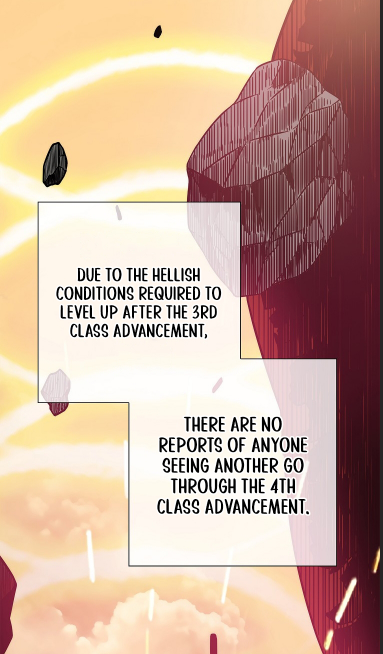 DUE TO THE HELLISH
CONDITIONS REQUIRED TO
LEVEL UP AFTER THE 3RD
CLASS ADVANCEMENT,
THERE ARE NO
REPORTS OF ANYONE
SEEING ANOTHER GO
THROUGH THE 4TH
CLASS ADVANCEMENT.